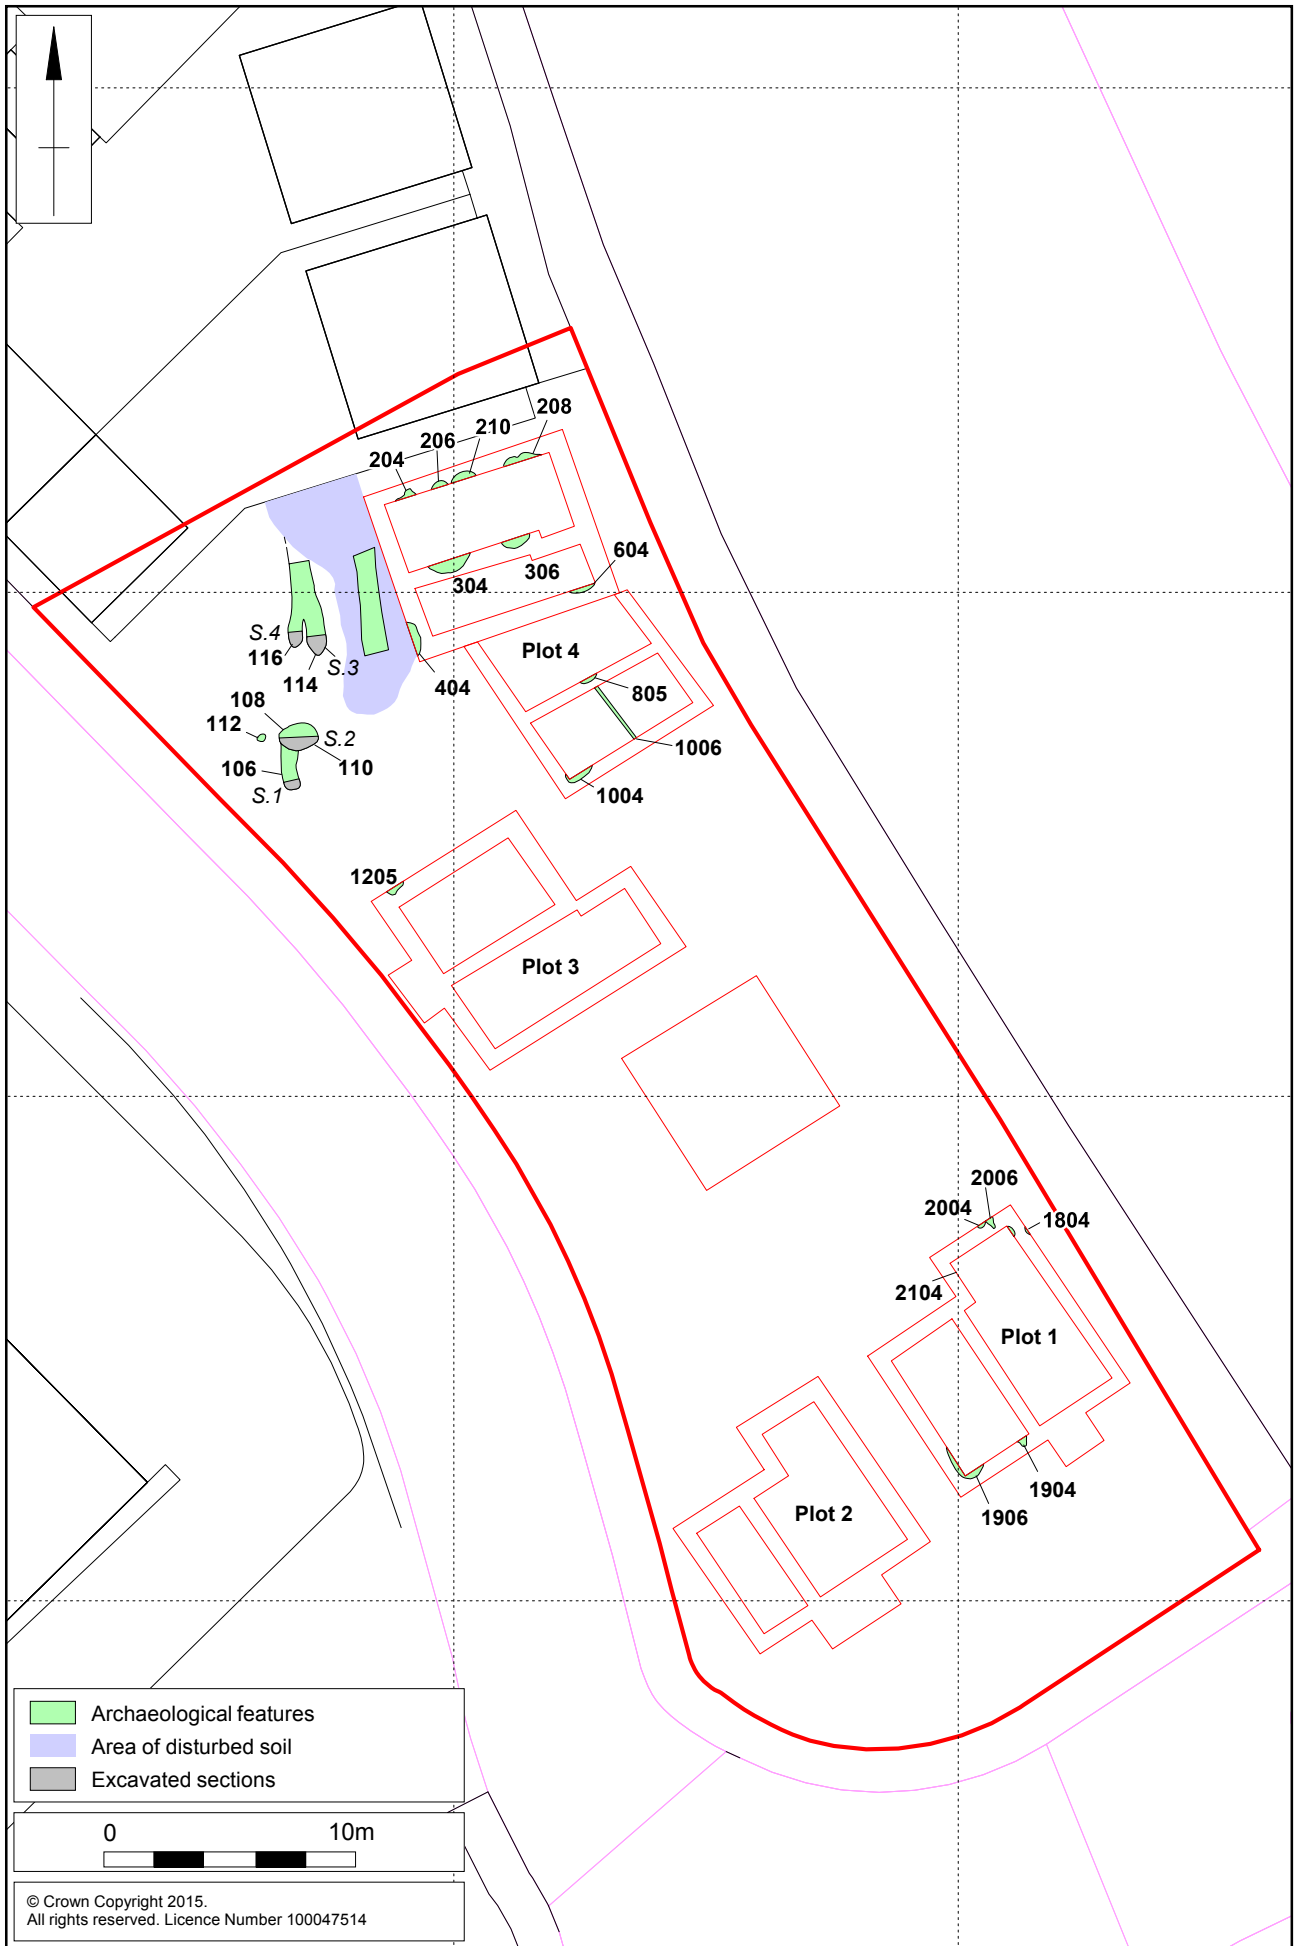 208
210
206
204
604
306
304
Plot 4
S.4
116
S.3
114
404
805
108
112
S.2
1006
110
106
S.1
1004
1205
Plot 3
2006
2004
1804
2104
Plot 1
1904
Plot 2
1906
Archaeological features
Area of disturbed soil
Excavated sections
0 10m
© Crown Copyright 2015.
All rights reserved. Licence Number 100047514